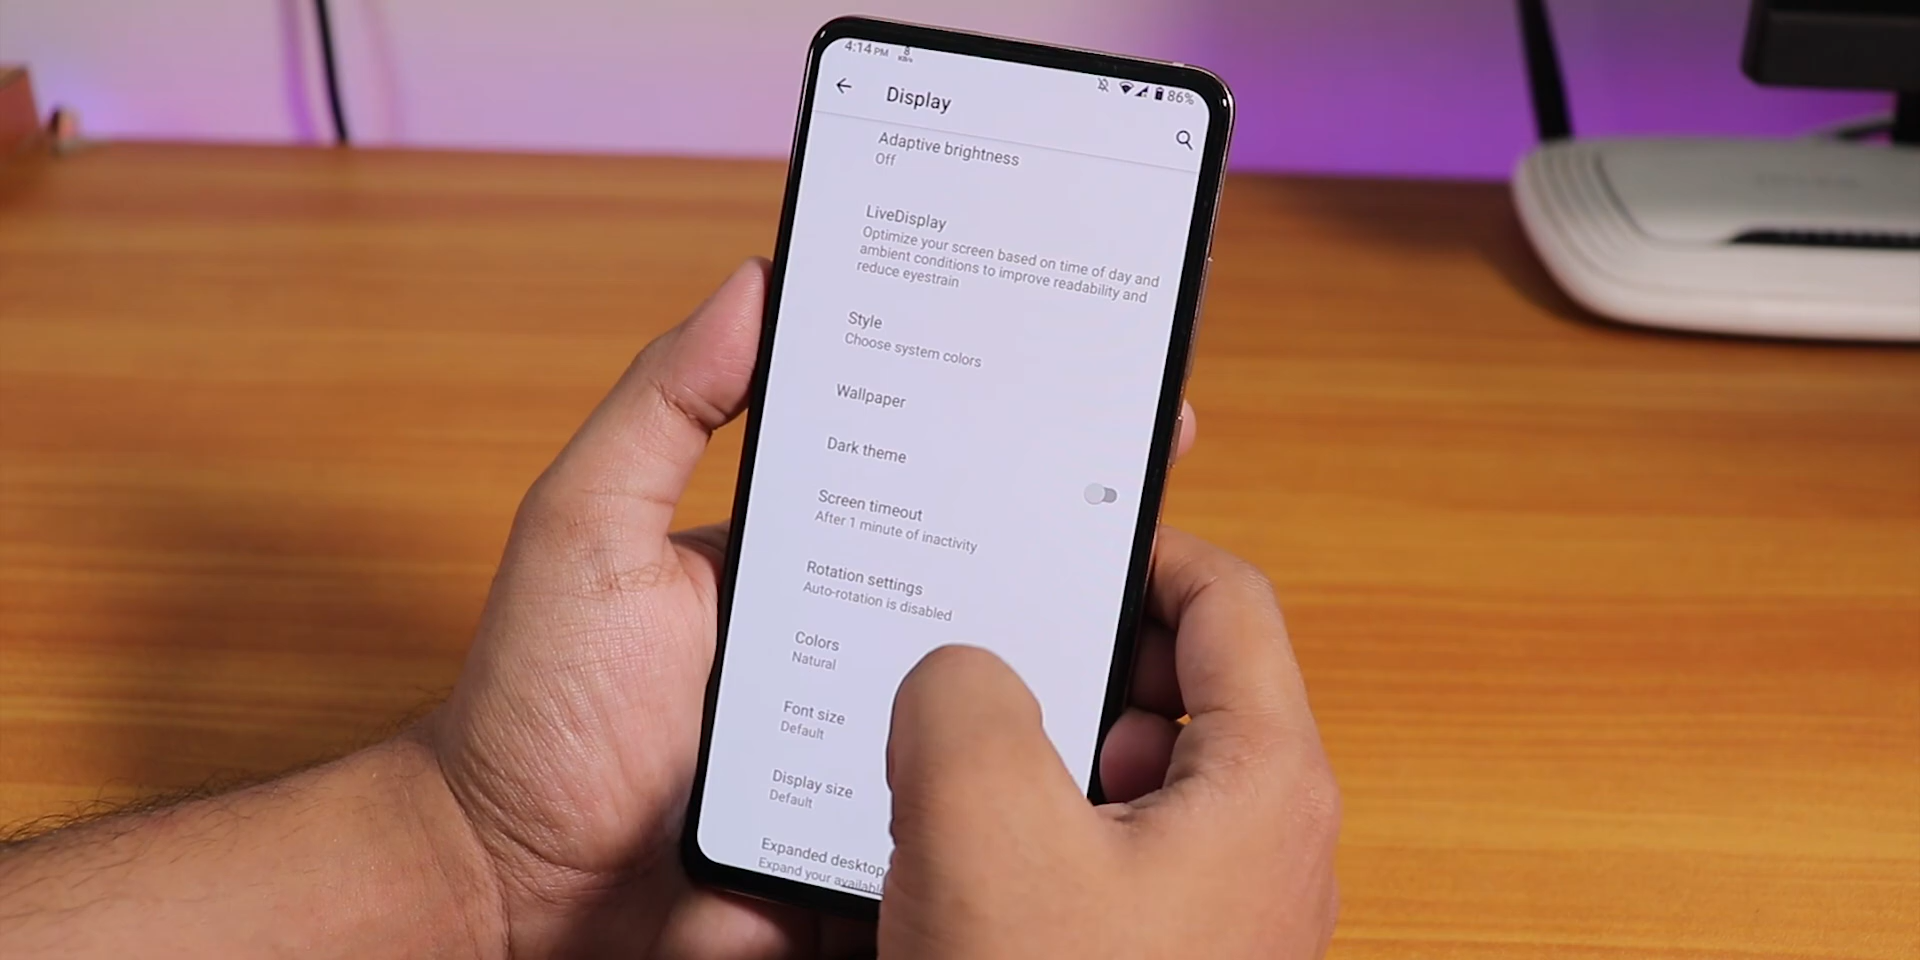 4:14 PM 8 KB/s 86%
Display
Adaptive brightness
Off
LiveDisplay
Optimize your screen based on time of day and
ambient conditions to improve readability and
reduce eyestrain
Style
Choose system colors
Wallpaper
Dark theme
Screen timeout
After 1 minute of inactivity
Rotation settings
Auto-rotation is disabled
Colors
Natural
Font size
Default
Display size
Default
Expanded desktop
Expand your